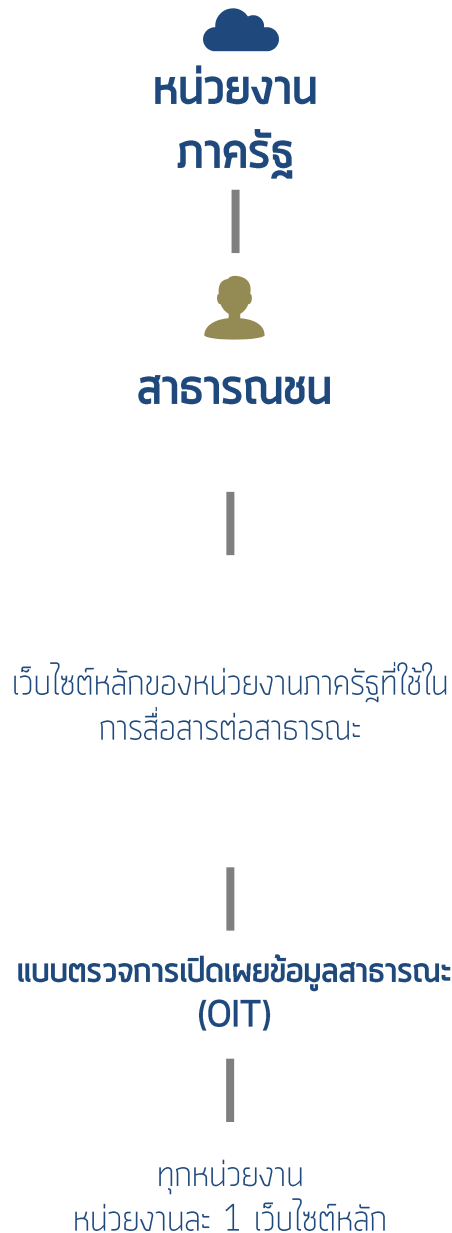 หน่วยงาน
ภาครัฐ
สาธารณชน
เว็บไซต์หลักของหน่วยงานภาครัฐที่ใช้ใน
การสื่อสารต่อสาธารณะ
แบบตรวจการเปิดเผยข้อมูลสาธารณะ
(OIT)
ทุกหน่วยงาน
หน่วยงานละ 1 เว็บไซต์หลัก